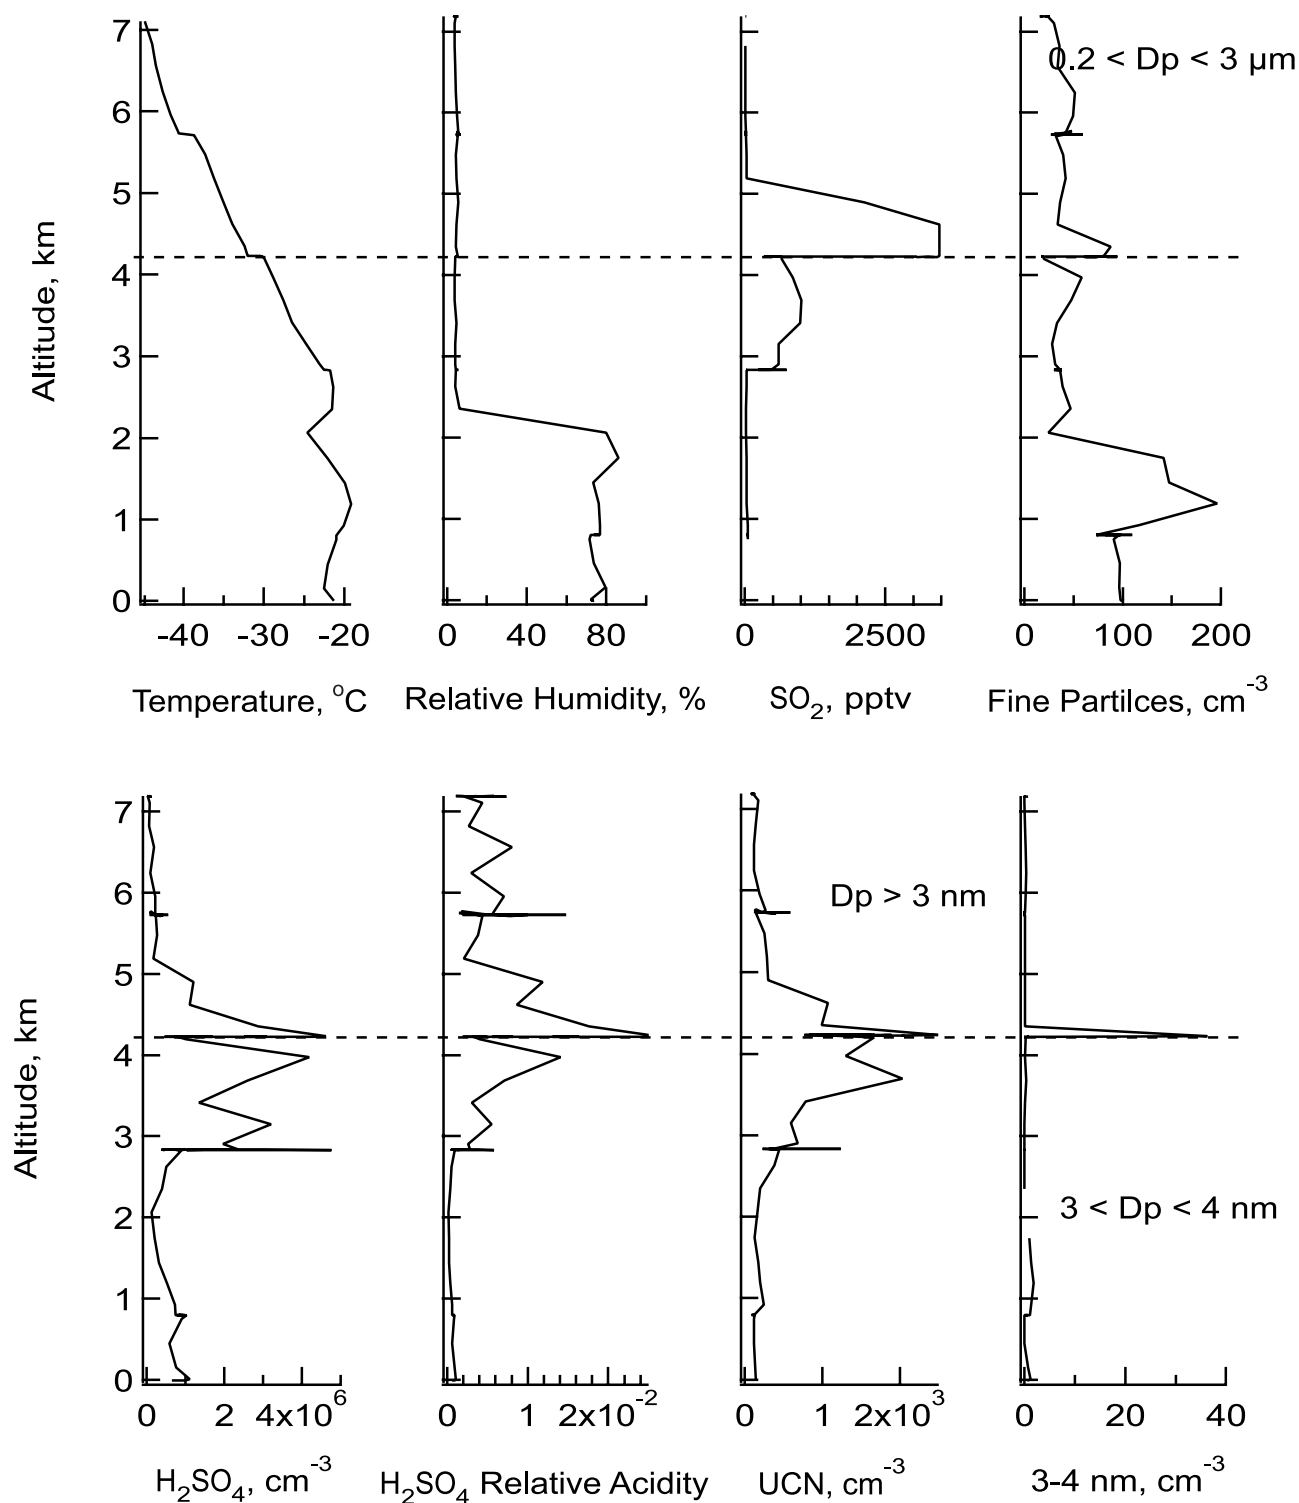 7
6
5
4
3
2
1
0
Altitude, km
0.2 < Dp < 3 µm
-40 -30 -20
0 40 80
0 2500
0 100 200
Temperature, °C
Relative Humidity, %
SO₂, pptv
Fine Partilces, cm⁻³
7
6
5
4
3
2
1
0
Altitude, km
Dp > 3 nm
3 < Dp < 4 nm
0 2 4x10⁶
0 1 2x10⁻²
0 1 2x10³
0 20 40
H₂SO₄, cm⁻³
H₂SO₄ Relative Acidity
UCN, cm⁻³
3-4 nm, cm⁻³